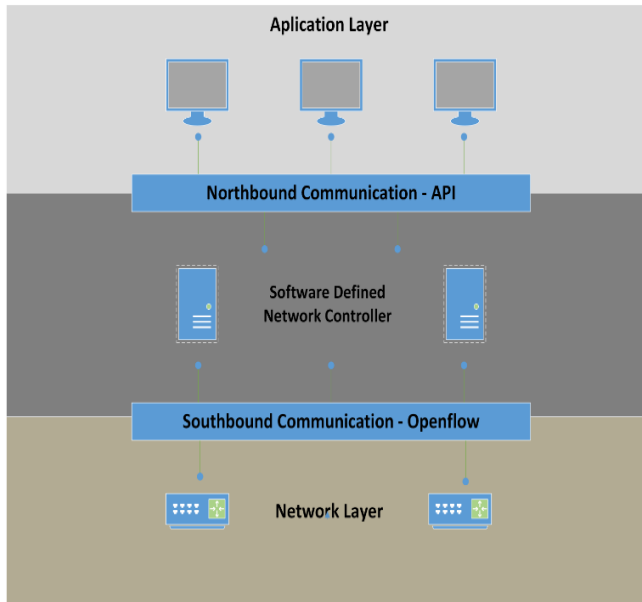 Aplication Layer
Northbound Communication - API
Software Defined
Network Controller
Southbound Communication - Openflow
Network Layer